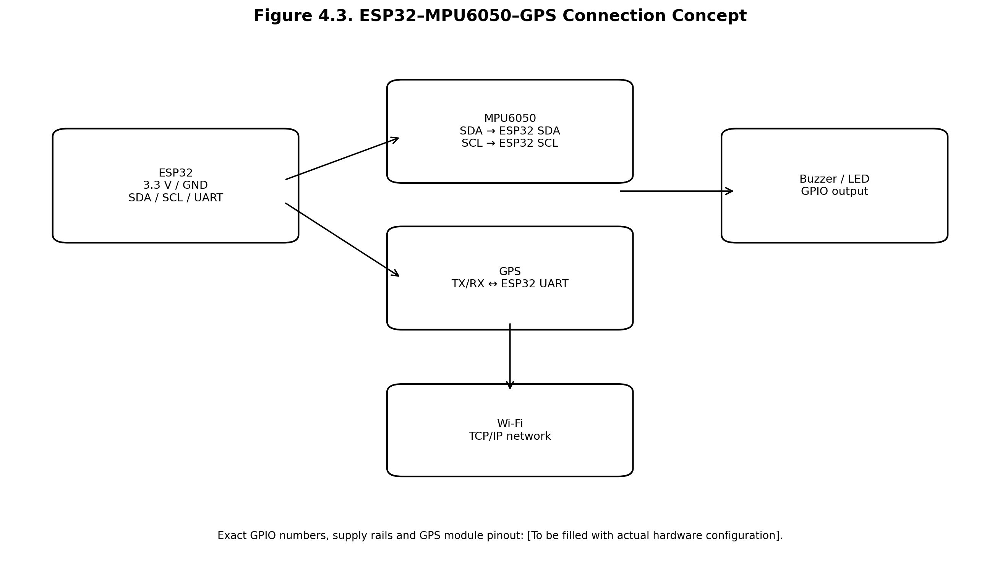 Figure 4.3. ESP32–MPU6050–GPS Connection Concept
MPU6050
SDA → ESP32 SDA
SCL → ESP32 SCL
ESP32
3.3 V / GND
SDA / SCL / UART
Buzzer / LED
GPIO output
GPS
TX/RX ↔ ESP32 UART
Wi-Fi
TCP/IP network
Exact GPIO numbers, supply rails and GPS module pinout: [To be filled with actual hardware configuration].